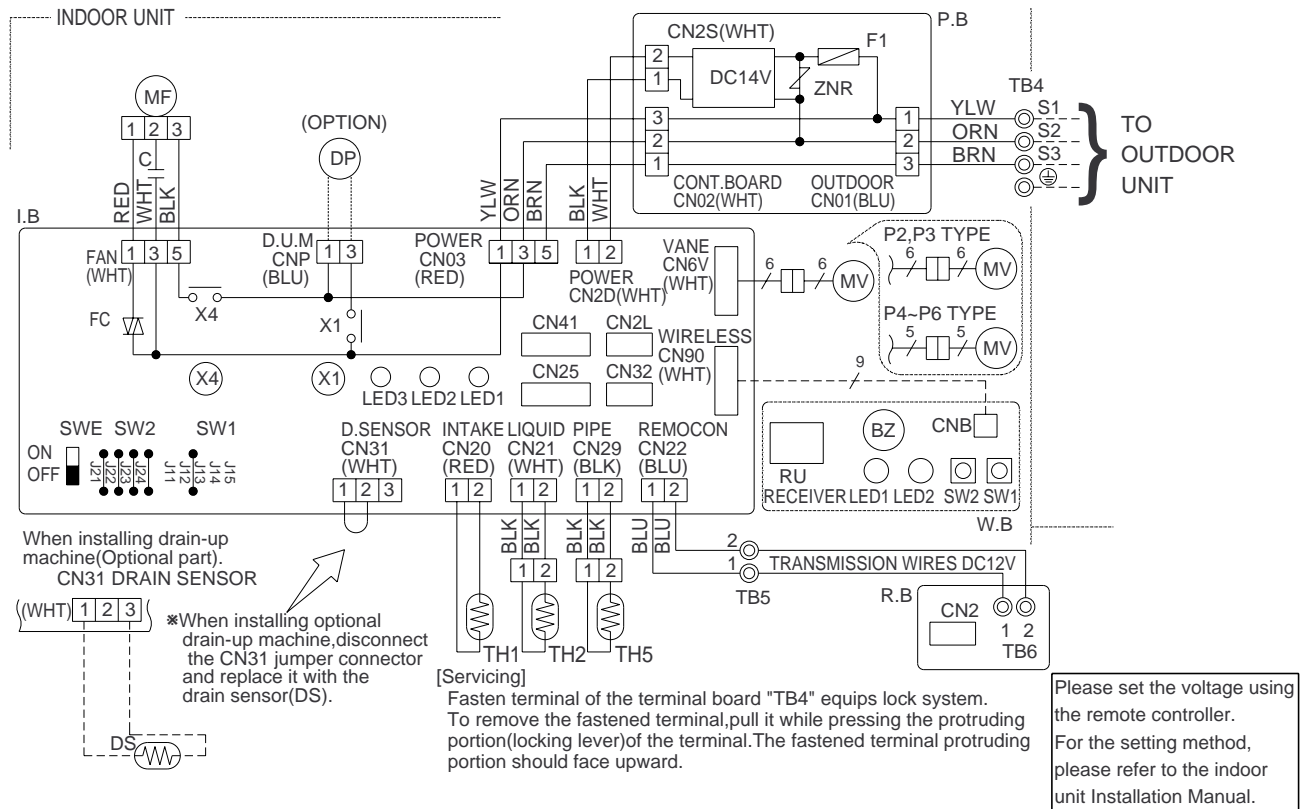 INDOOR UNIT
P.B
CN2S(WHT)
F1
2
1
DC14V
ZNR
TB4
MF
1 2 3
(OPTION)
DP
C
3
2
1
1
2
3
YLW
ORN
BRN
S1
S2
S3
TO
OUTDOOR
UNIT
CONT.BOARD
CN02(WHT)
OUTDOOR
CN01(BLU)
RED
WHT
BLK
YLW
ORN
BRN
BLK
WHT
I.B
FAN
(WHT)
1 3 5
D.U.M
CNP
(BLU)
1 3
POWER
CN03
(RED)
1 3 5
1 2
POWER
CN2D(WHT)
VANE
CN6V
(WHT)
6
6
MV
P2,P3 TYPE
6
6
MV
P4~P6 TYPE
5
5
MV
X4
FC
X1
CN41
CN2L
WIRELESS
CN90
(WHT)
9
X4
X1
LED3 LED2 LED1
CN25
CN32
SWE
SW2
SW1
ON
OFF
J21
J22
J23
J24
J11
J12
J13
J14
J15
D.SENSOR
CN31
(WHT)
1 2 3
INTAKE
CN20
(RED)
1 2
LIQUID
CN21
(WHT)
1 2
PIPE
CN29
(BLK)
1 2
REMOCON
CN22
(BLU)
1 2
RU
RECEIVER
BZ
CNB
LED1 LED2 SW2 SW1
W.B
BLK
BLK
BLK
BLK
BLU
BLU
1 2
1 2
2
1
TB5
TRANSMISSION WIRES DC12V
R.B
CN2
1 2
TB6
When installing drain-up
machine(Optional part).
CN31 DRAIN SENSOR
(WHT) 1 2 3
DS
※When installing optional
drain-up machine,disconnect
the CN31 jumper connector
and replace it with the
drain sensor(DS).
TH1
TH2
TH5
[Servicing]
Fasten terminal of the terminal board "TB4" equips lock system.
To remove the fastened terminal,pull it while pressing the protruding
portion(locking lever)of the terminal.The fastened terminal protruding
portion should face upward.
Please set the voltage using
the remote controller.
For the setting method,
please refer to the indoor
unit Installation Manual.